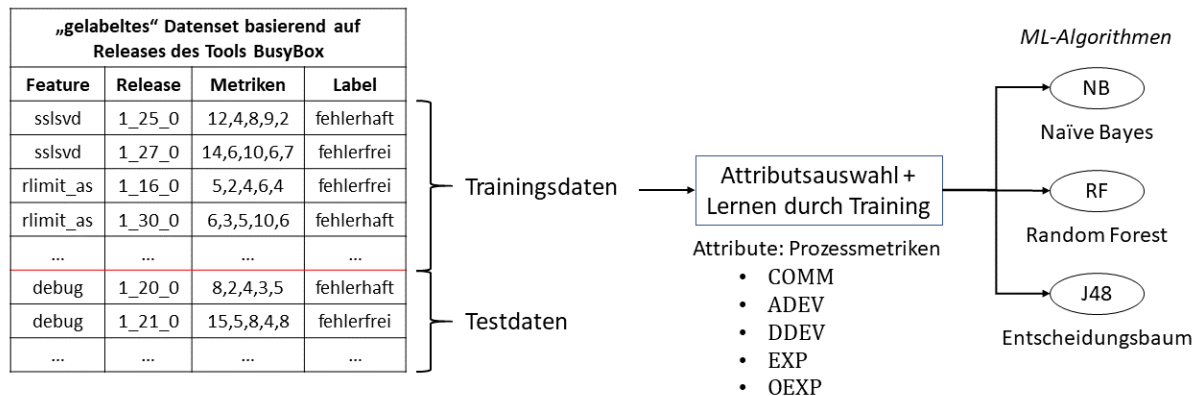 „gelabeltes“ Datenset basierend auf
Releases des Tools BusyBox
Feature Release Metriken Label
sslsvd 1_25_0 12,4,8,9,2 fehlerhaft
sslsvd 1_27_0 14,6,10,6,7 fehlerfrei
rlimit_as 1_16_0 5,2,4,6,4 fehlerfrei
rlimit_as 1_30_0 6,3,5,10,6 fehlerhaft
... ... ... ...
debug 1_20_0 8,2,4,3,5 fehlerhaft
debug 1_21_0 15,5,8,4,8 fehlerfrei
... ... ... ...
Trainingsdaten
Testdaten
Attributsauswahl +
Lernen durch Training
Attribute: Prozessmetriken
• COMM
• ADEV
• DDEV
• EXP
• OEXP
ML-Algorithmen
NB
Naïve Bayes
RF
Random Forest
J48
Entscheidungsbaum